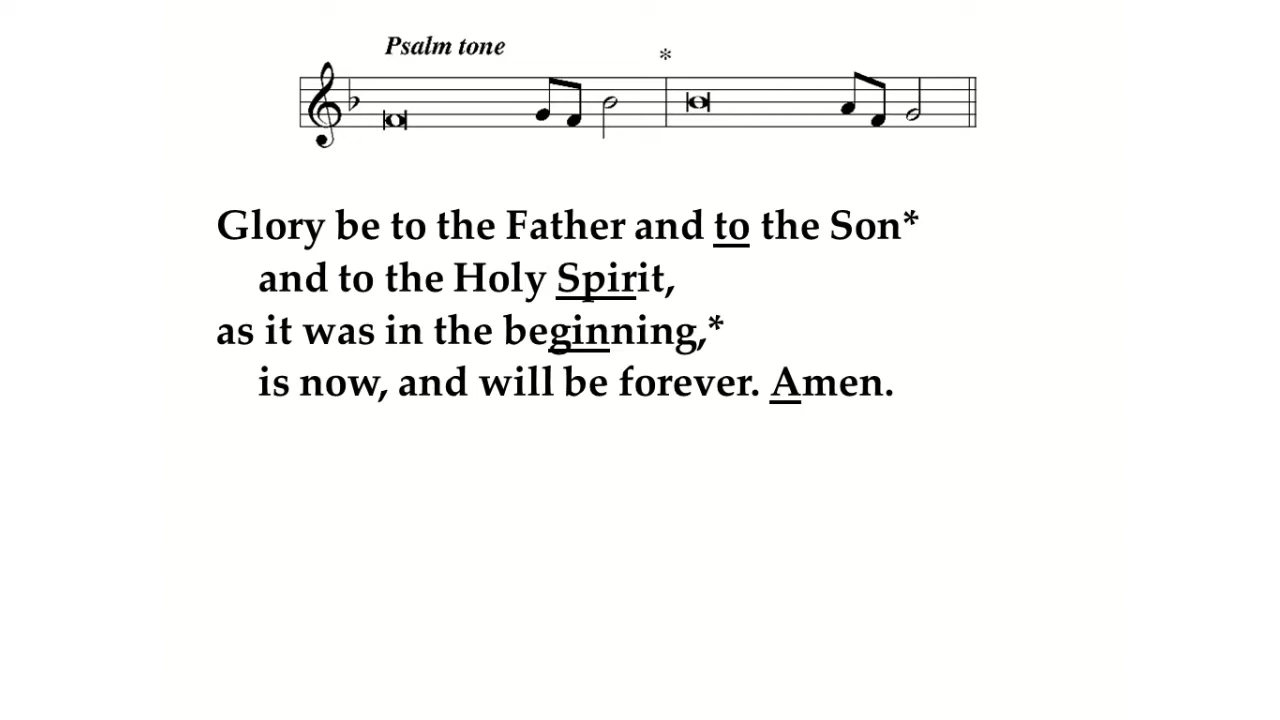 Psalm tone
*
Glory be to the Father and to the Son*
and to the Holy Spirit,
as it was in the beginning,*
is now, and will be forever. Amen.